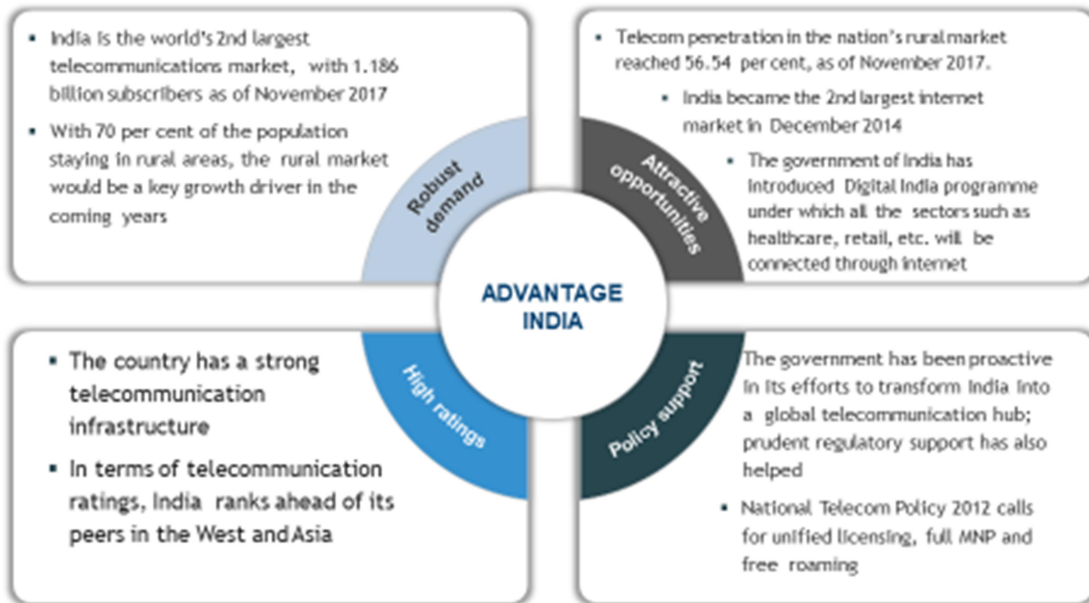 ▪ India is the world's 2nd largest
telecommunications market, with 1.186
billion subscribers as of November 2017
▪ With 70 per cent of the population
staying in rural areas, the rural market
would be a key growth driver in the
coming years
Robust
demand
▪ Telecom penetration in the nation's rural market
reached 56.54 per cent, as of November 2017.
▪ India became the 2nd largest internet
market in December 2014
▪ The government of India has
introduced Digital India programme
under which all the sectors such as
healthcare, retail, etc. will be
connected through internet
Attractive
opportunities
ADVANTAGE
INDIA
▪ The country has a strong
telecommunication
infrastructure
▪ In terms of telecommunication
ratings, India ranks ahead of its
peers in the West and Asia
High ratings
Policy support
The government has been proactive
in its efforts to transform India into
a global telecommunication hub;
prudent regulatory support has also
helped
▪ National Telecom Policy 2012 calls
for unified licensing, full MNP and
free roaming